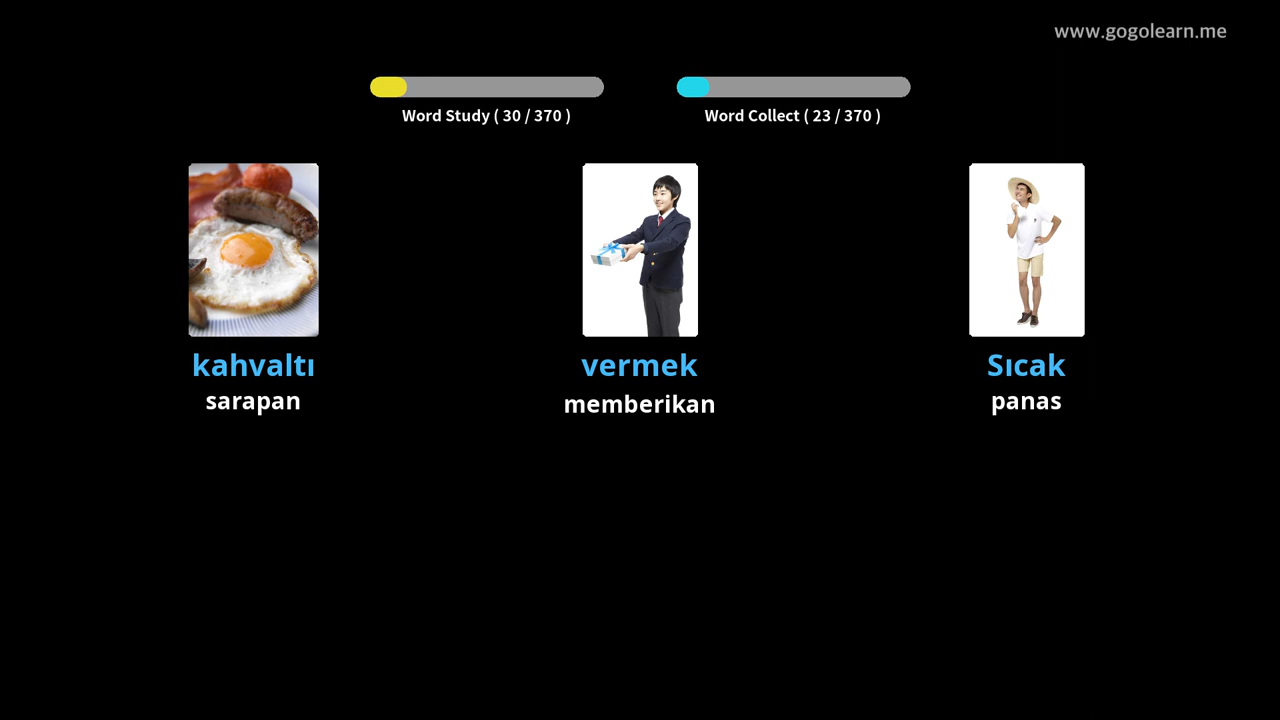 www.gogolearn.me
Word Study ( 30 / 370 )
Word Collect ( 23 / 370 )
kahvaltı
vermek
Sıcak
sarapan
memberikan
panas